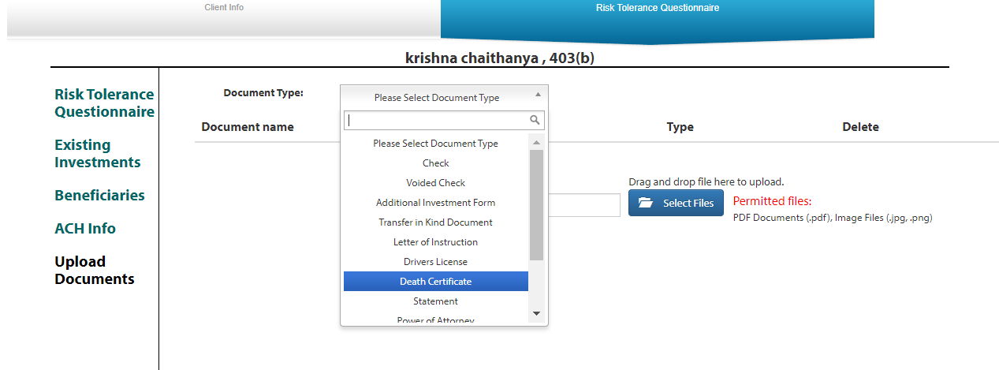 Client Info
Risk Tolerance Questionnaire
krishna chaithanya , 403(b)
Risk Tolerance
Questionnaire
Existing
Investments
Beneficiaries
ACH Info
Upload
Documents
Document Type:
Please Select Document Type
Document name
Type
Delete
Please Select Document Type
Check
Voided Check
Additional Investment Form
Transfer in Kind Document
Letter of Instruction
Drivers License
Death Certificate
Statement
Power of Attorney
Drag and drop file here to upload.
Select Files
Permitted files:
PDF Documents (.pdf), Image Files (.jpg, .png)